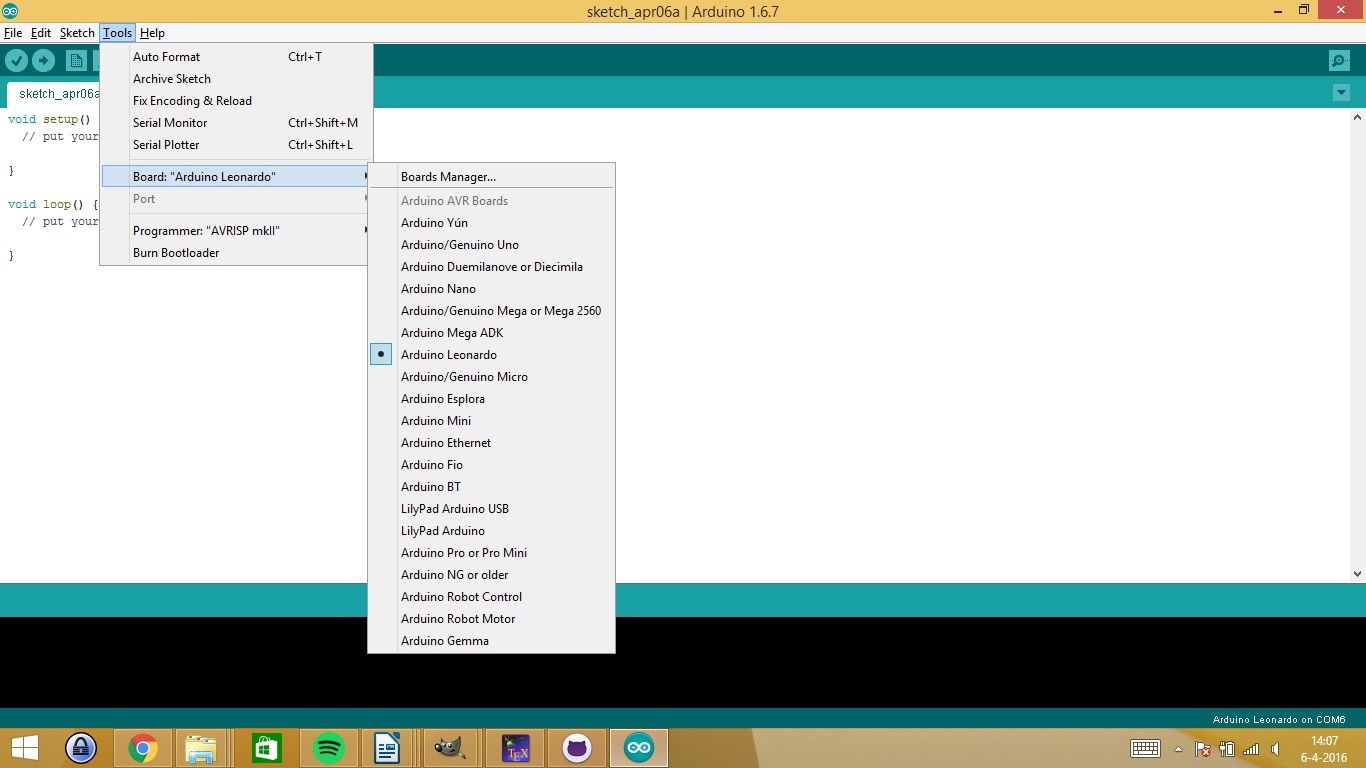 sketch_apr06a | Arduino 1.6.7
File Edit Sketch Tools Help
Auto Format Ctrl+T
Archive Sketch
Fix Encoding & Reload
Serial Monitor Ctrl+Shift+M
Serial Plotter Ctrl+Shift+L
Board: "Arduino Leonardo"
Port
Programmer: "AVRISP mkII"
Burn Bootloader
Boards Manager...
Arduino AVR Boards
Arduino Yún
Arduino/Genuino Uno
Arduino Duemilanove or Diecimila
Arduino Nano
Arduino/Genuino Mega or Mega 2560
Arduino Mega ADK
Arduino Leonardo
Arduino/Genuino Micro
Arduino Esplora
Arduino Mini
Arduino Ethernet
Arduino Fio
Arduino BT
LilyPad Arduino USB
LilyPad Arduino
Arduino Pro or Pro Mini
Arduino NG or older
Arduino Robot Control
Arduino Robot Motor
Arduino Gemma
sketch_apr06a
void setup()
// put your
}
void loop() {
// put your
}
Arduino Leonardo on COM6
TEX
14:07
6-4-2016